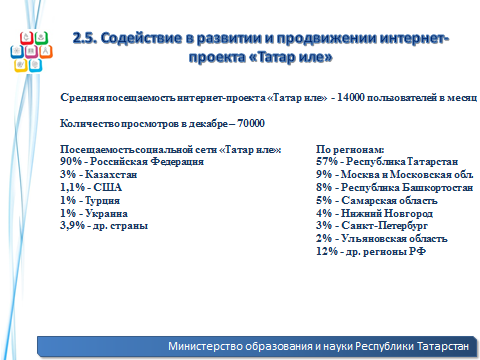 2.5. Содействие в развитии и продвижении интернет-
проекта «Татар иле»
Средняя посещаемость интернет-проекта «Татар иле» - 14000 пользователей в месяц
Количество просмотров в декабре – 70000
Посещаемость социальной сети «Татар иле»:
90% - Российская Федерация
3% - Казахстан
1,1% - США
1% - Турция
1% - Украина
3,9% - др. страны
По регионам:
57% - Республика Татарстан
9% - Москва и Московская обл.
8% - Республика Башкортостан
5% - Самарская область
4% - Нижний Новгород
3% - Санкт-Петербург
2% - Ульяновская область
12% - др. регионы РФ
Министерство образования и науки Республики Татарстан